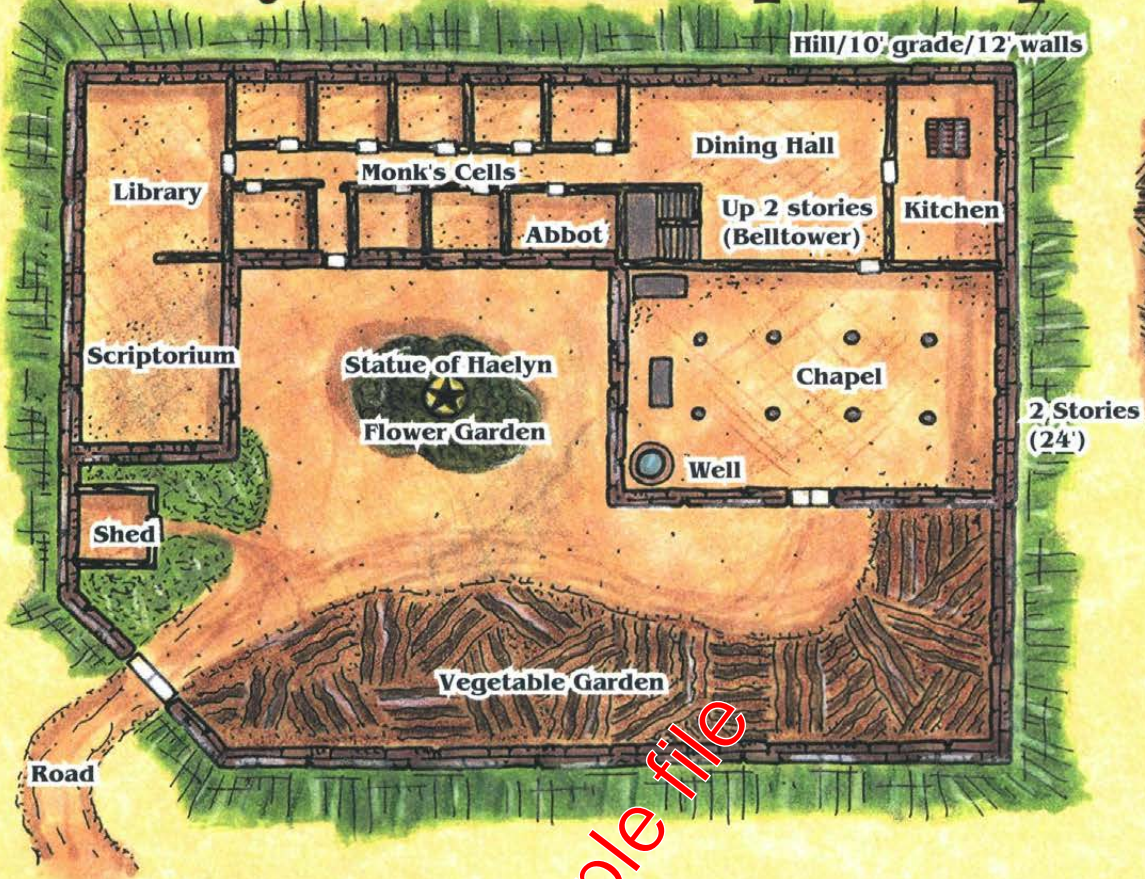 Hill/10' grade/12' walls
Dining Hall
Monk's Cells
Library
Up 2 stories
(Belltower)
Kitchen
Abbot
Scriptorium
Statue of Haelyn
Flower Garden
Chapel
2 Stories
(24')
Well
Shed
Vegetable Garden
Road
file